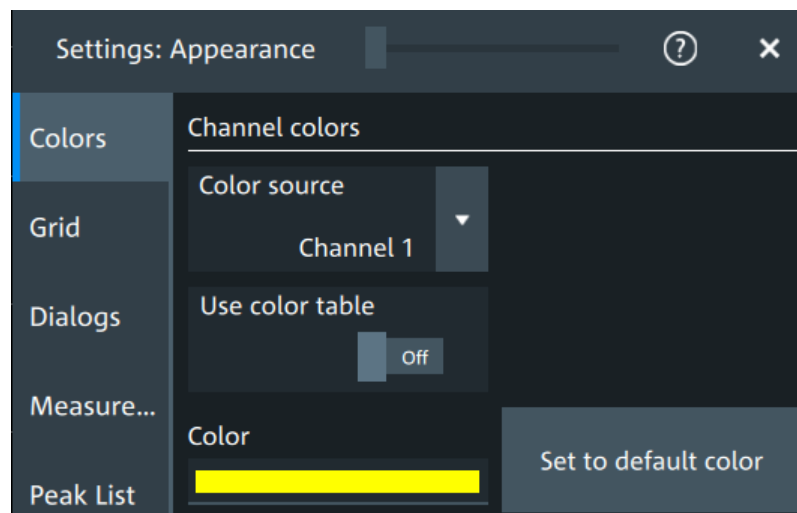 Settings: Appearance
?
×
Colors
Channel colors
Color source
Channel 1
Grid
Use color table
Off
Dialogs
Measure...
Color
Set to default color
Peak List